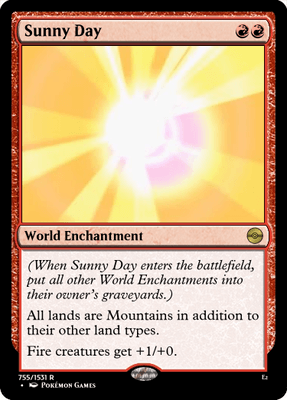 Sunny Day
World Enchantment
(When Sunny Day enters the battlefield,
put all other World Enchantments into
their owner's graveyards.)
All lands are Mountains in addition to
their other land types.
Fire creatures get +1/+0.
755/1531 R
• Pokémon Games